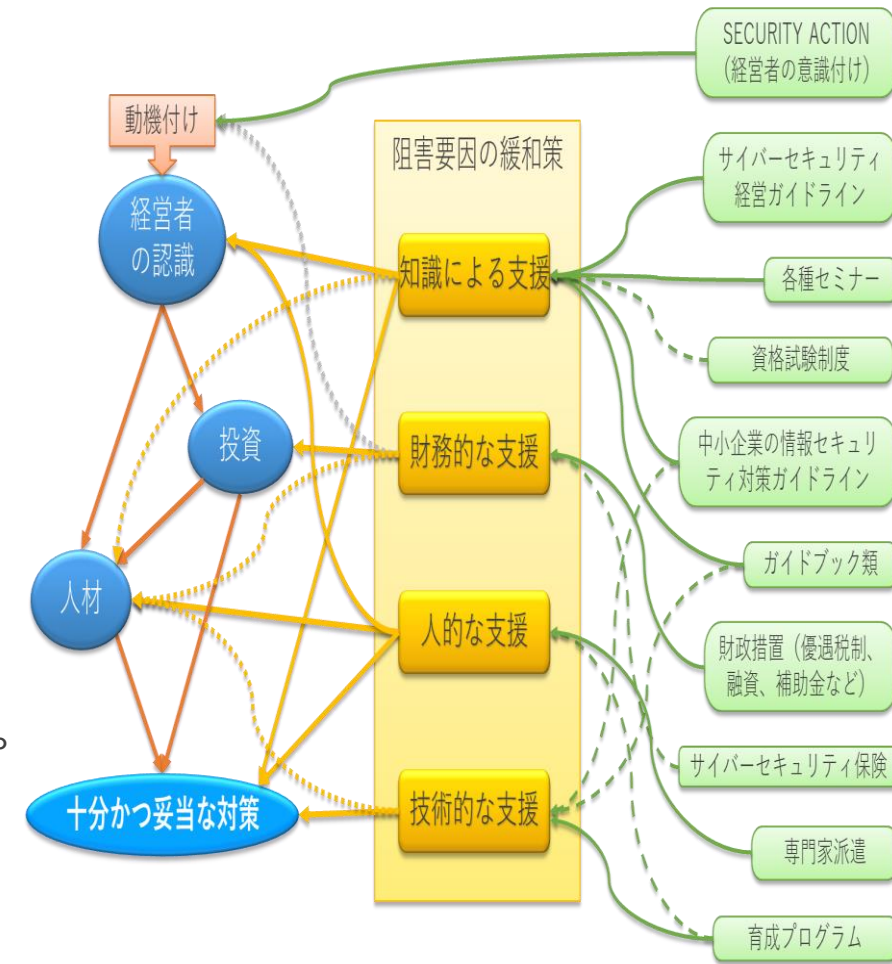 SECURITY ACTION
(経営者の意識付け)
動機付け
阻害要因の緩和策
サイバーセキュリティ
経営ガイドライン
経営者
の認識
知識による支援
各種セミナー
資格試験制度
投資
財務的な支援
中小企業の情報セキュリ
ティ対策ガイドライン
ガイドブック類
人材
人的な支援
財政措置(優遇税制、
融資、補助金など)
サイバーセキュリティ保険
十分かつ妥当な対策
技術的な支援
専門家派遣
育成プログラム